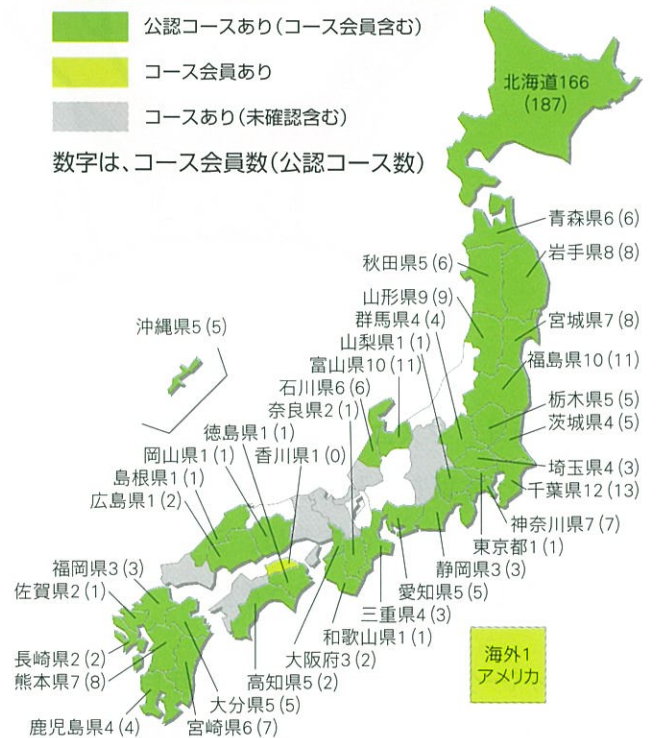 公認コースあり(コース会員含む)
コース会員あり
コースあり(未確認含む)
数字は、コース会員数(公認コース数)
北海道166
(187)
青森県6 (6)
岩手県8 (8)
秋田県5 (6)
山形県9 (9)
群馬県4 (4)
宮城県7 (8)
沖縄県5 (5)
山梨県1 (1)
富山県10 (11)
福島県10 (11)
石川県6 (6)
奈良県2 (1)
栃木県5 (5)
徳島県1 (1)
茨城県4 (5)
岡山県1 (1)
香川県1 (0)
島根県1 (1)
埼玉県4 (3)
広島県1 (2)
千葉県12 (13)
神奈川県7 (7)
東京都1 (1)
福岡県3 (3)
静岡県3 (3)
佐賀県2 (1)
愛知県5 (5)
三重県4 (3)
和歌山県1 (1)
長崎県2 (2)
大阪府3 (2)
海外1
アメリカ
熊本県7 (8)
高知県5 (2)
大分県5 (5)
鹿児島県4 (4)
宮崎県6 (7)